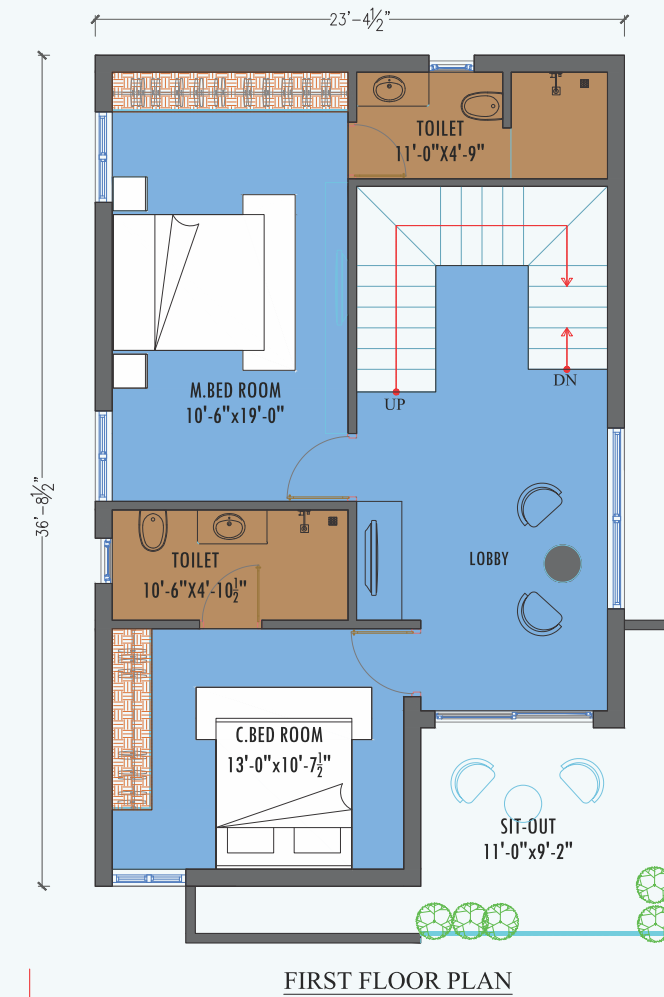 23'-4½"
TOILET
11'-0"X4'-9"
M.BED ROOM
10'-6"x19'-0"
UP
DN
36'-8½"
TOILET
10'-6"X4'-10½"
LOBBY
C.BED ROOM
13'-0"x10'-7½"
SIT-OUT
11'-0"x9'-2"
FIRST FLOOR PLAN